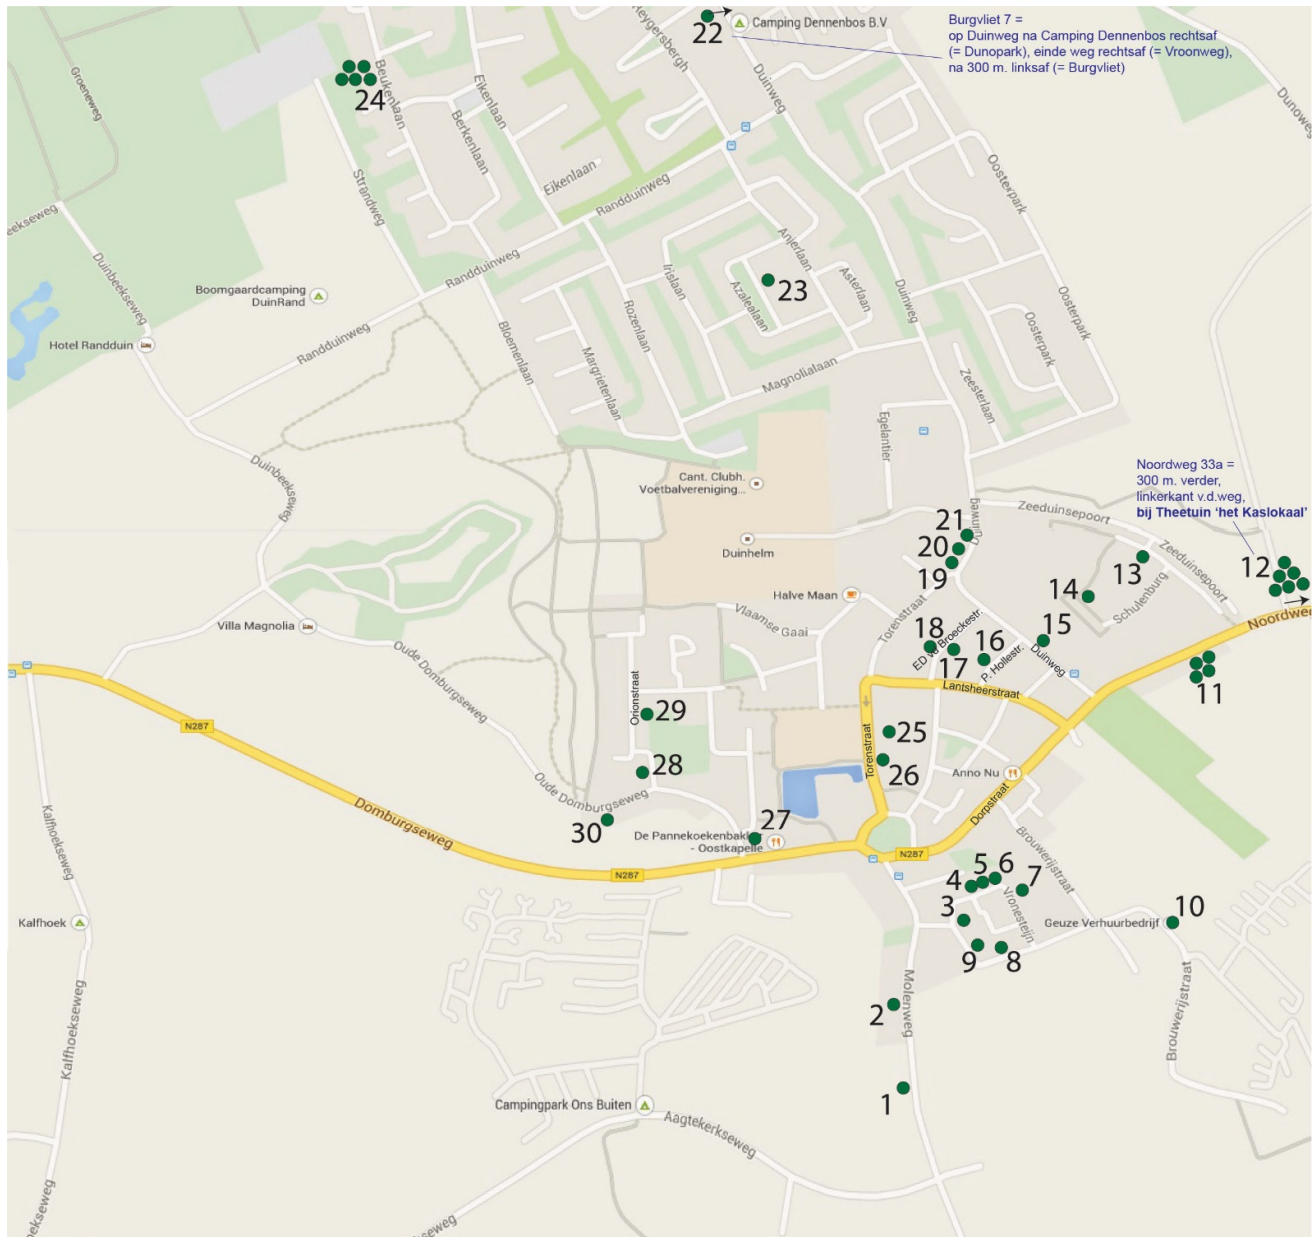 22
Camping Dennenbos B.V
Burgvliet 7 =
op Duinweg na Camping Dennenbos rechtsaf
(= Dunopark), einde weg rechtsaf (= Vroonweg),
na 300 m. linksaf (= Burgvliet)
Groeneweg
24
Beukenlaan
Eikenlaan
Berkenlaan
Duinweg
Dunoweg
Strandweg
Eikenlaan
Randduinweg
Oosterpark
Duinbeekseweg
Randduinweg
Anjerlaan
Asterlaan
Irislaan
Azalealaan
23
Boomgaardcamping
DuinRand
Rozenlaan
Duinweg
Oosterpark
Oosterpark
Hotel Randduin
Randduinweg
Bloemenlaan
Margrietenlaan
Magnolialaan
Zeesterlaan
Egelantier
Duinbeekseweg
Cant. Clubh.
Voetbalvereniging...
Noordweg 33a =
300 m. verder,
linkerkant v.d.weg,
bij Theetuin 'het Kaslokaal'
Duinweg
Zeeduinsepoort
Zeeduinsepoort
21
20
19
Duinhelm
13
12
14
Schulenburg
Halve Maan
Vlaamse Gaai
Torenstraat
Noordweg
Villa Magnolia
Oude Domburgseweg
18
ED vd Broeckestr.
17
16
P. Hollestr.
15
Duinweg
11
Lantsheerstraat
Orionstraat
29
25
N287
Torenstraat
28
26
Anno Nu
Oude Domburgseweg
Domburgseweg
Kalfhoekseweg
30
De Pannekoekenbakker
- Oostkapelle
27
Dorpstraat
N287
N287
Brouwerijstraat
4
5
6
7
3
Vronesteijn
Geuze Verhuurbedrijf
10
9
8
Kalfhoek
Molenweg
2
Brouwerijstraat
Kalfhoekseweg
1
Campingpark Ons Buiten
Aagtekerkseweg